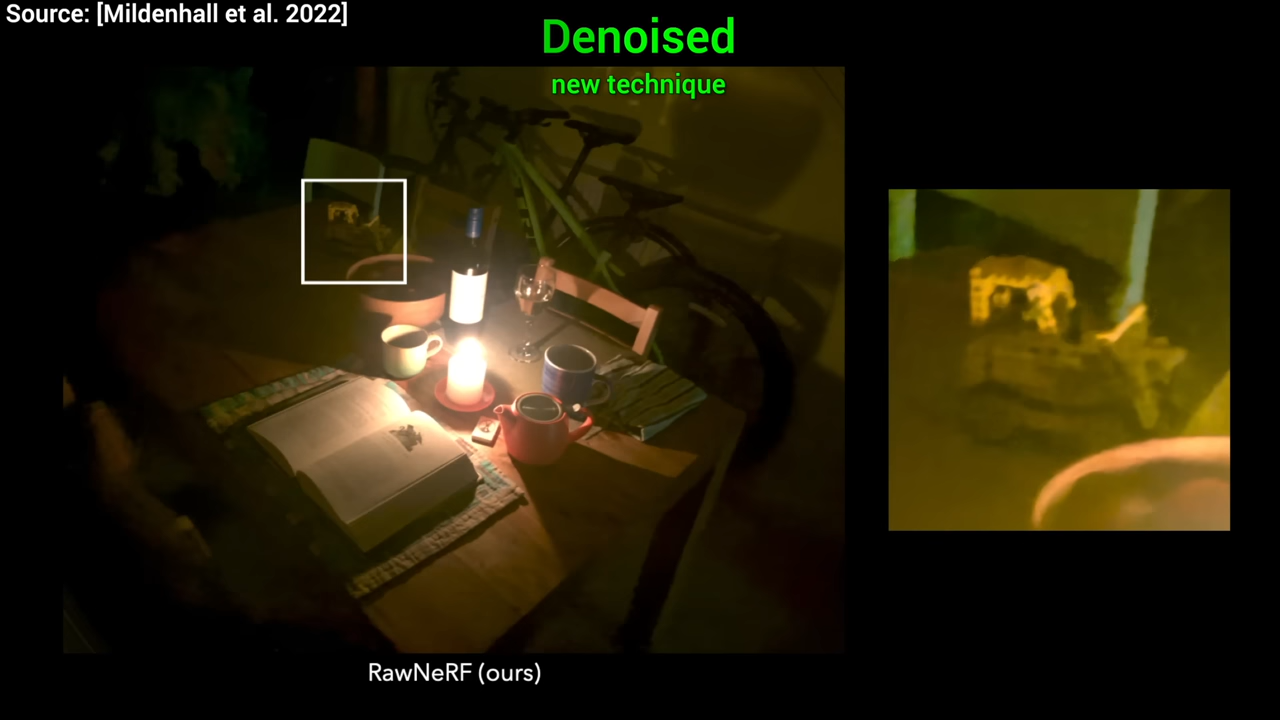 Source: [Mildenhall et al. 2022]
Denoised
new technique
RawNeRF (ours)